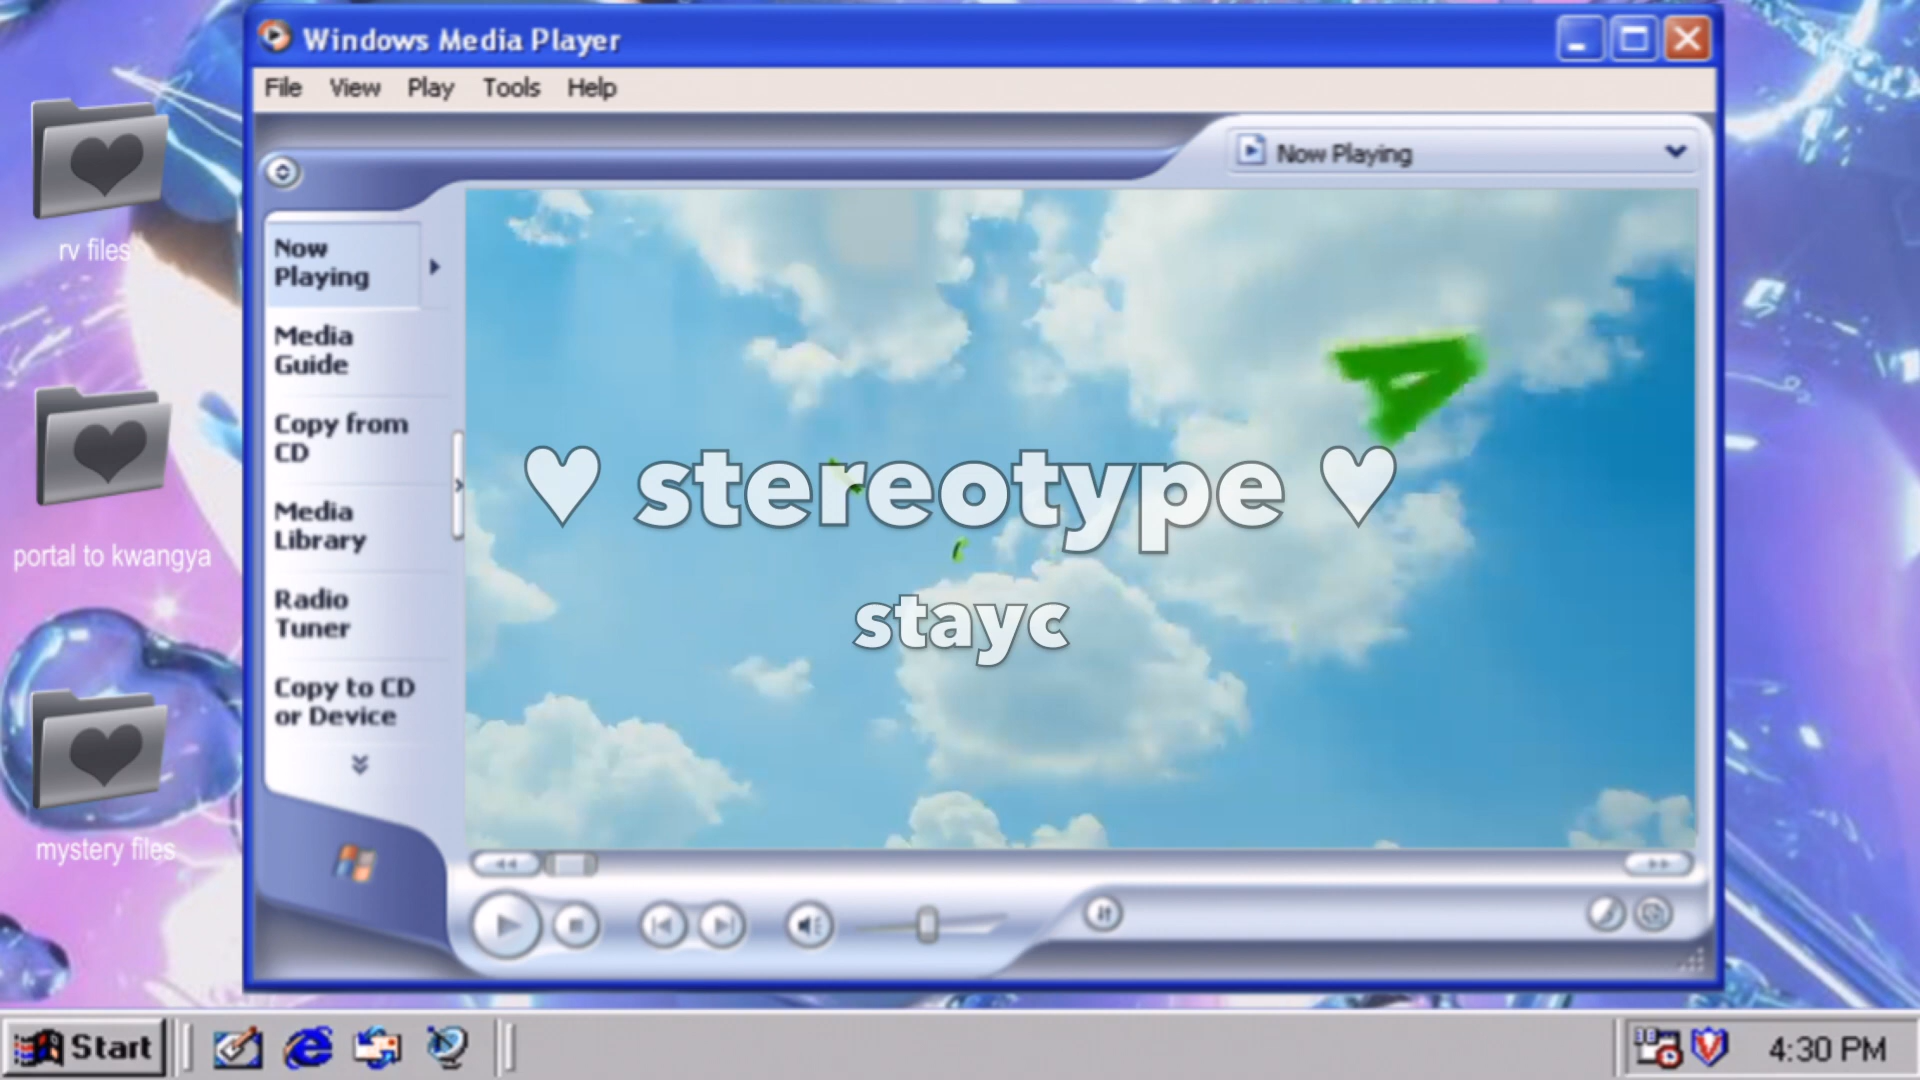 Windows Media Player
File View Play Tools Help
Now Playing
Now
Playing
Media
Guide
Copy from
CD
Media
Library
Radio
Tuner
Copy to CD
or Device
A
♥ stereotype ♥
stayc
rv files
portal to kwangya
mystery files
Start
4:30 PM